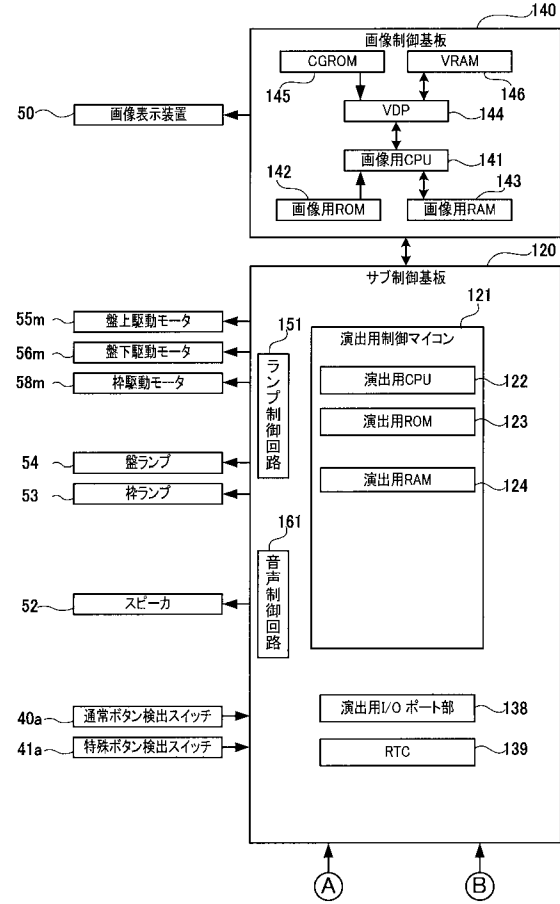 140
画像制御基板
CGROM
VRAM
145
146
50
画像表示装置
VDP
144
画像用CPU
141
142
143
画像用ROM
画像用RAM
120
サブ制御基板
121
55m
盤上駆動モータ
151
演出用制御マイコン
56m
盤下駆動モータ
58m
枠駆動モータ
ランプ制御回路
演出用CPU
122
演出用ROM
123
54
盤ランプ
演出用RAM
124
53
枠ランプ
161
音声制御回路
52
スピーカ
40a
通常ボタン検出スイッチ
演出用I/Oポート部
138
41a
特殊ボタン検出スイッチ
RTC
139
A
B